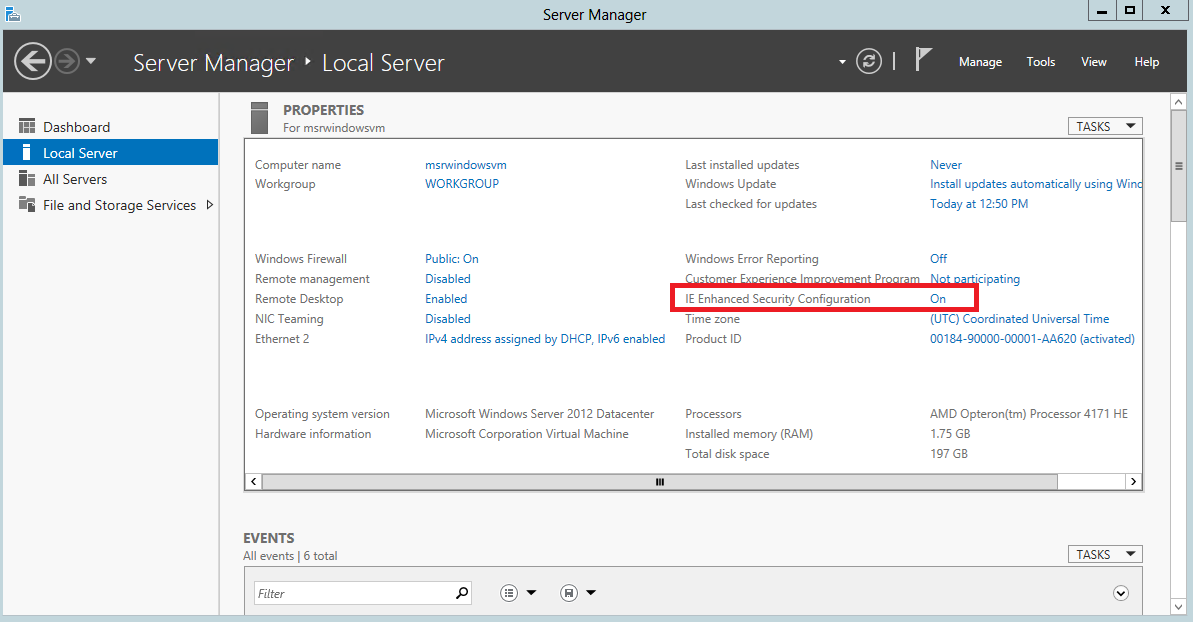 Server Manager
Server Manager ‣ Local Server
Manage Tools View Help
Dashboard
Local Server
All Servers
File and Storage Services
PROPERTIES
For msrwindowsvm
TASKS
Computer name msrwindowsvm Last installed updates Never
Workgroup WORKGROUP Windows Update Install updates automatically using Wind
Last checked for updates Today at 12:50 PM
Windows Firewall Public: On Windows Error Reporting Off
Remote management Disabled Customer Experience Improvement Program Not participating
Remote Desktop Enabled IE Enhanced Security Configuration On
NIC Teaming Disabled Time zone (UTC) Coordinated Universal Time
Ethernet 2 IPv4 address assigned by DHCP, IPv6 enabled Product ID 00184-90000-00001-AA620 (activated)
Operating system version Microsoft Windows Server 2012 Datacenter Processors AMD Opteron(tm) Processor 4171 HE
Hardware information Microsoft Corporation Virtual Machine Installed memory (RAM) 1.75 GB
Total disk space 197 GB
EVENTS
All events | 6 total
TASKS
Filter